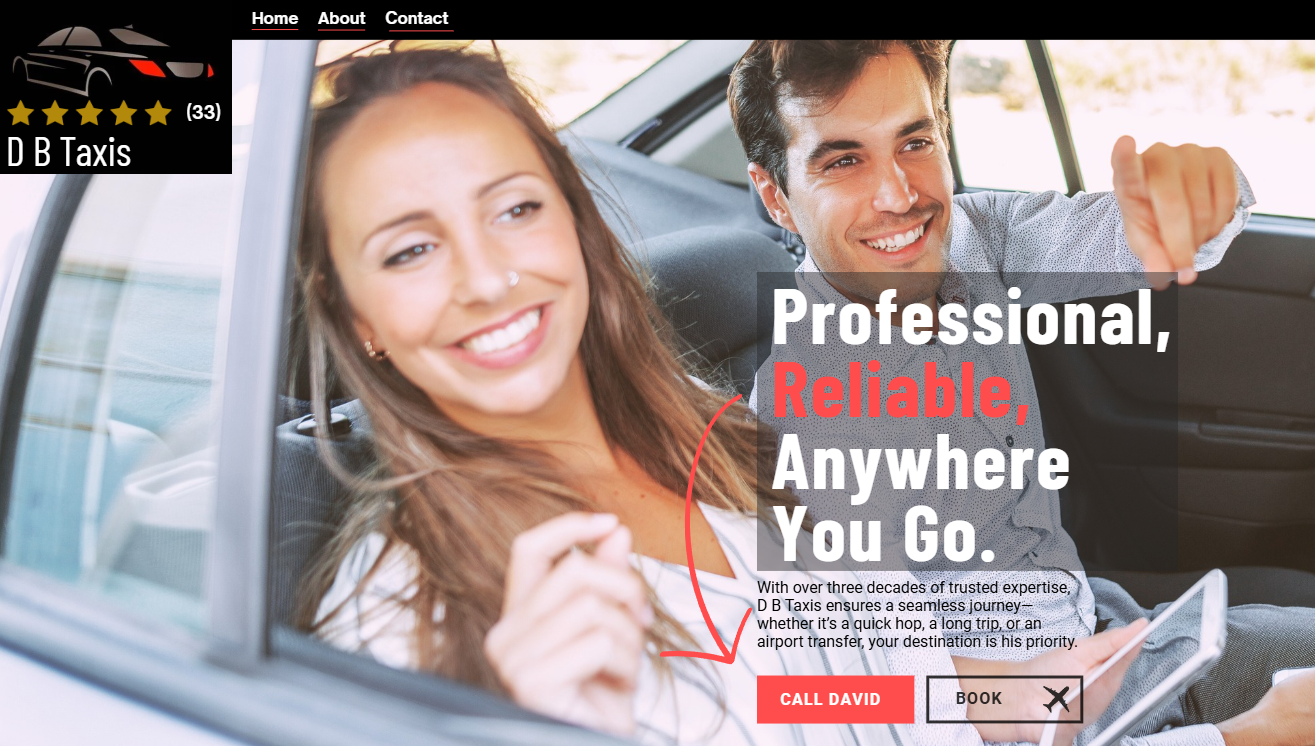 Home About Contact
(33)
D B Taxis
Professional,
Reliable,
Anywhere
You Go.
With over three decades of trusted expertise,
D B Taxis ensures a seamless journey—
whether it’s a quick hop, a long trip, or an
airport transfer, your destination is his priority.
CALL DAVID
BOOK